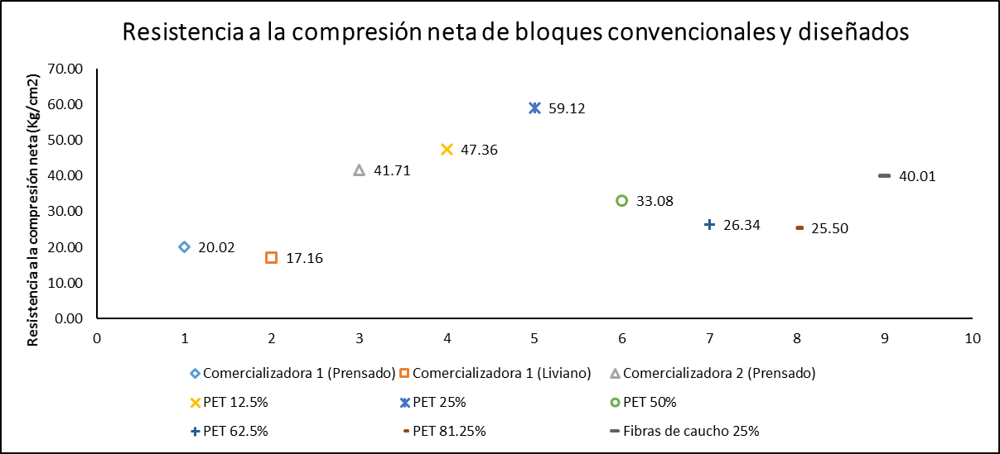 Resistencia a la compresión neta de bloques convencionales y diseñados
Resistencia a la compresión neta (Kg/cm2)
70.00
60.00
50.00
40.00
30.00
20.00
10.00
0.00
20.02
17.16
41.71
47.36
59.12
33.08
26.34
25.50
40.01
0 1 2 3 4 5 6 7 8 9 10
Comercializadora 1 (Prensado) Comercializadora 1 (Liviano) Comercializadora 2 (Prensado)
PET 12.5% PET 25% PET 50%
PET 62.5% PET 81.25% Fibras de caucho 25%